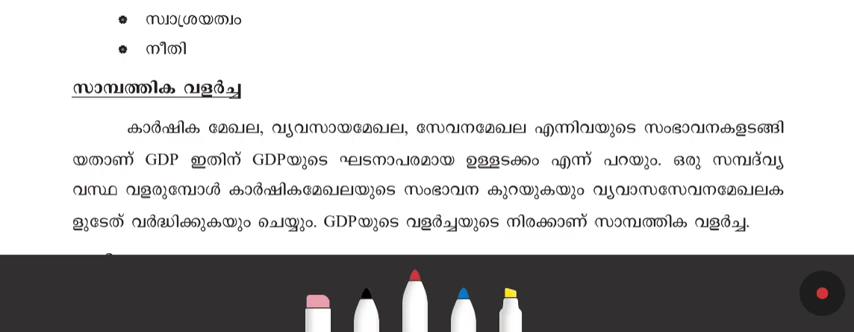 സ്വാശ്രയത്വം
നീതി
സാമ്പത്തിക വളർച്ച
കാർഷിക മേഖല, വ്യവസായമേഖല, സേവനമേഖല എന്നിവയുടെ സംഭാവനകളടങ്ങി
യതാണ് GDP ഇതിന് GDPയുടെ ഘടനാപരമായ ഉള്ളടക്കം എന്ന് പറയും. ഒരു സമ്പദ്‌വ്യ
വസ്ഥ വളരുമ്പോൾ കാർഷികമേഖലയുടെ സംഭാവന കുറയുകയും വ്യവാസസേവനമേഖലക
ളുടേത് വർദ്ധിക്കുകയും ചെയ്യും. GDPയുടെ വളർച്ചയുടെ നിരക്കാണ് സാമ്പത്തിക വളർച്ച.